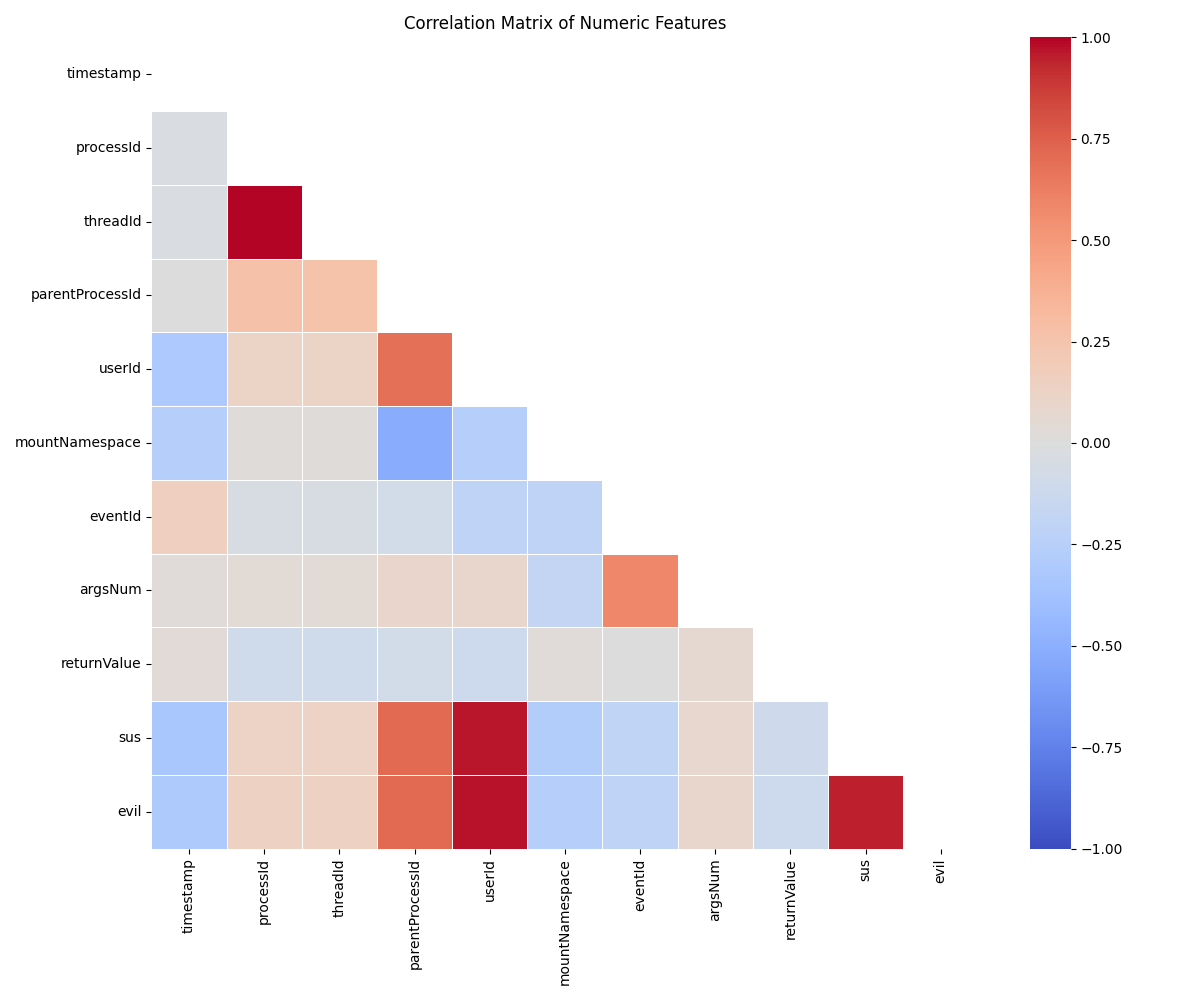 Correlation Matrix of Numeric Features
timestamp
processId
threadId
parentProcessId
userId
mountNamespace
eventId
argsNum
returnValue
sus
evil
timestamp
processId
threadId
parentProcessId
userId
mountNamespace
eventId
argsNum
returnValue
sus
evil
1.00
0.75
0.50
0.25
0.00
−0.25
−0.50
−0.75
−1.00